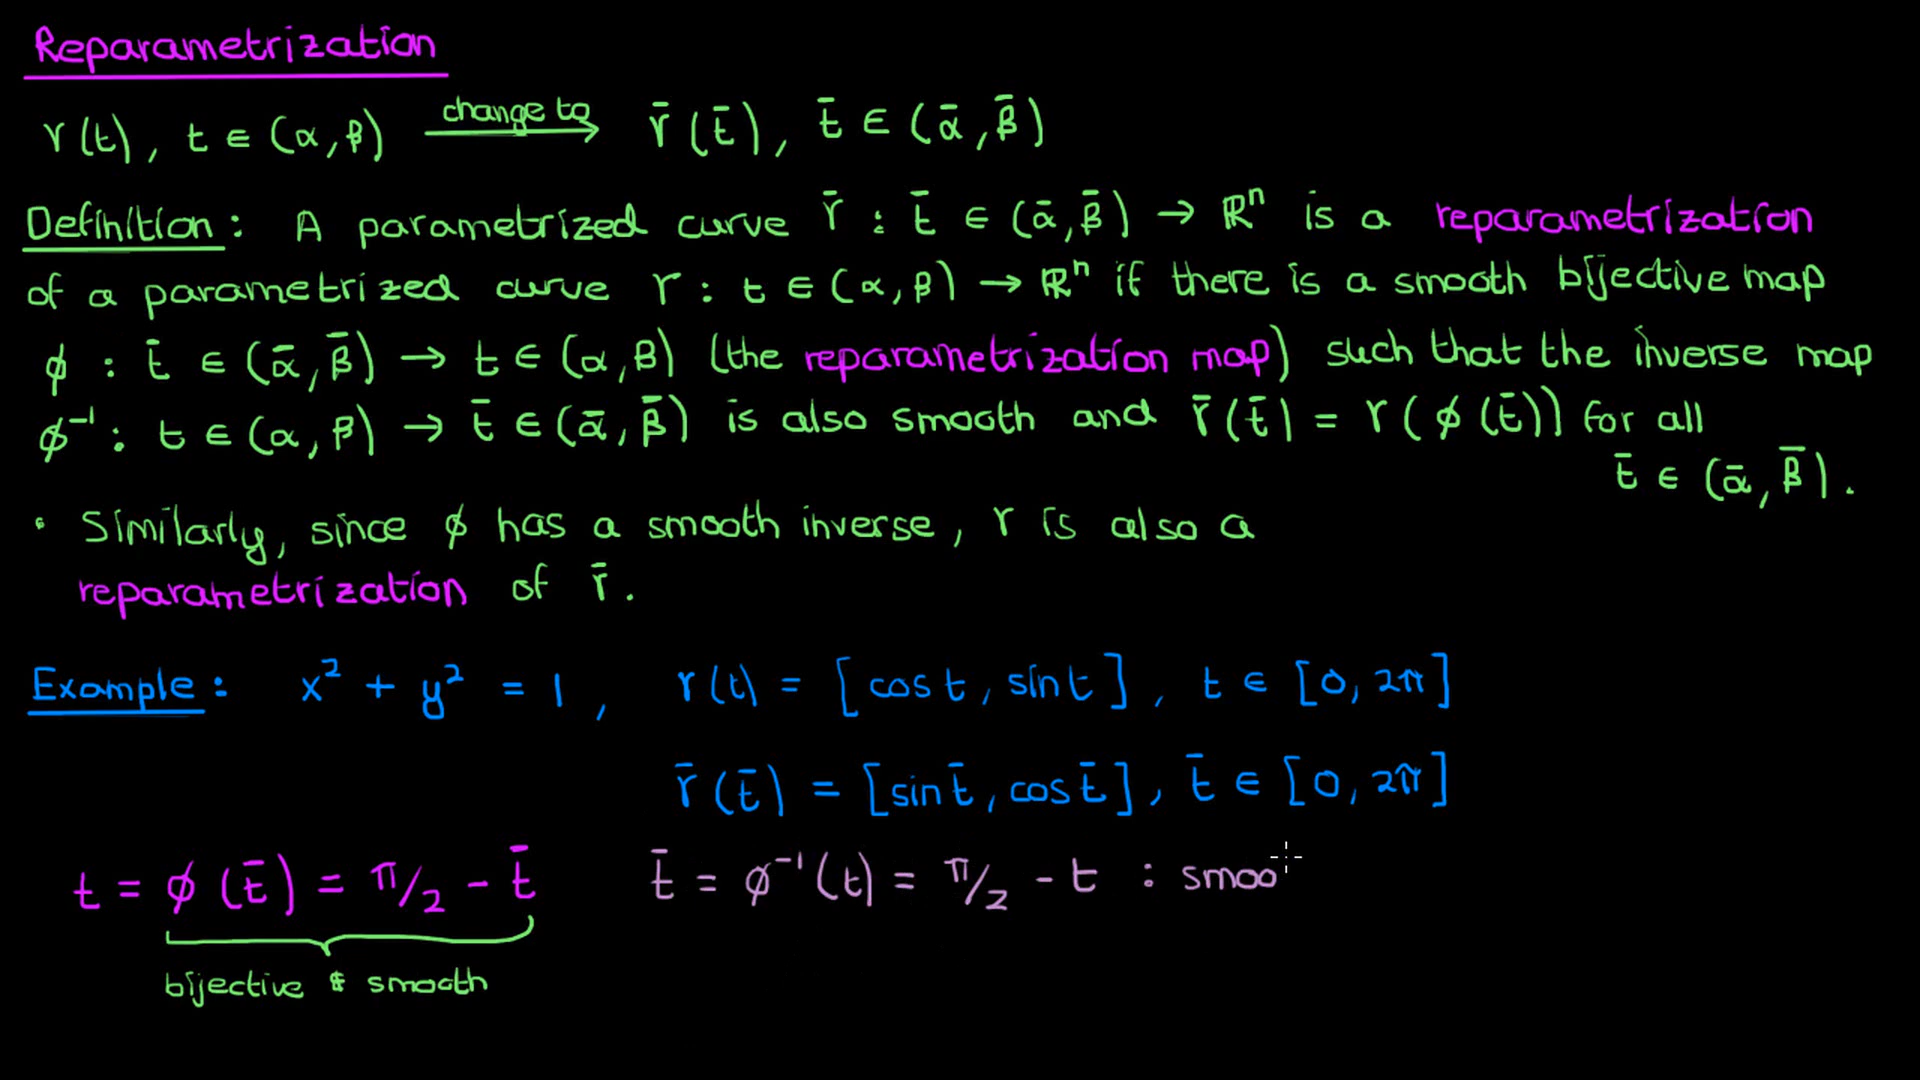 Reparametrization
r(t), t ∈ (α, β) change to → r̄(t̄), t̄ ∈ (ᾱ, β̄)
Definition: A parametrized curve r̄ : t̄ ∈ (ᾱ, β̄) → ℝⁿ is a reparametrization
of a parametrized curve r : t ∈ (α, β) → ℝⁿ if there is a smooth bijective map
ϕ : t̄ ∈ (ᾱ, β̄) → t ∈ (α, β) (the reparametrization map) such that the inverse map
ϕ⁻¹ : t ∈ (α, β) → t̄ ∈ (ᾱ, β̄) is also smooth and r̄(t̄) = r(ϕ(t̄)) for all
t̄ ∈ (ᾱ, β̄).
• Similarly, since ϕ has a smooth inverse, r is also a
reparametrization of r̄.
Example: x² + y² = 1, r(t) = [cos t, sin t], t ∈ [0, 2π]
r̄(t̄) = [sin t̄, cos t̄], t̄ ∈ [0, 2π]
t = ϕ(t̄) = π/2 - t̄ t̄ = ϕ⁻¹(t) = π/2 - t : smoo
bijective & smooth